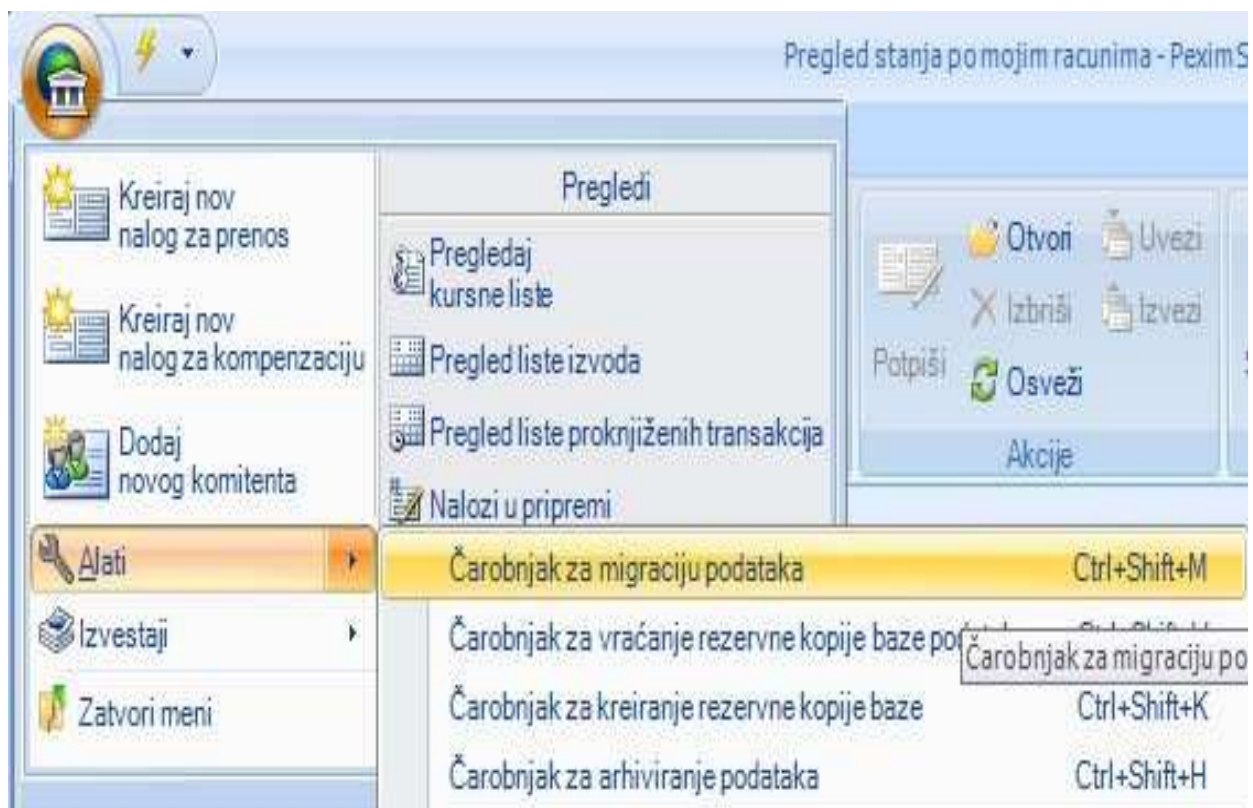 Pregled stanja po mojim racunima - Pexim S
Kreiraj nov
nalog za prenos
Kreiraj nov
nalog za kompenzaciju
Dodaj
novog komitenta
Alati
Izvestaji
Zatvori meni
Pregledi
Pregledaj
kursne liste
Pregled liste izvoda
Pregled liste proknjiženih transakcija
Nalozi u pripremi
Čarobnjak za migraciju podataka Ctrl+Shift+M
Čarobnjak za vraćanje rezervne kopije baze
Čarobnjak za migraciju po
Čarobnjak za kreiranje rezervne kopije baze Ctrl+Shift+K
Čarobnjak za arhiviranje podataka Ctrl+Shift+H
Potpiši
Otvori
Izbriši
Osveži
Uvezi
Izvezi
Akcije